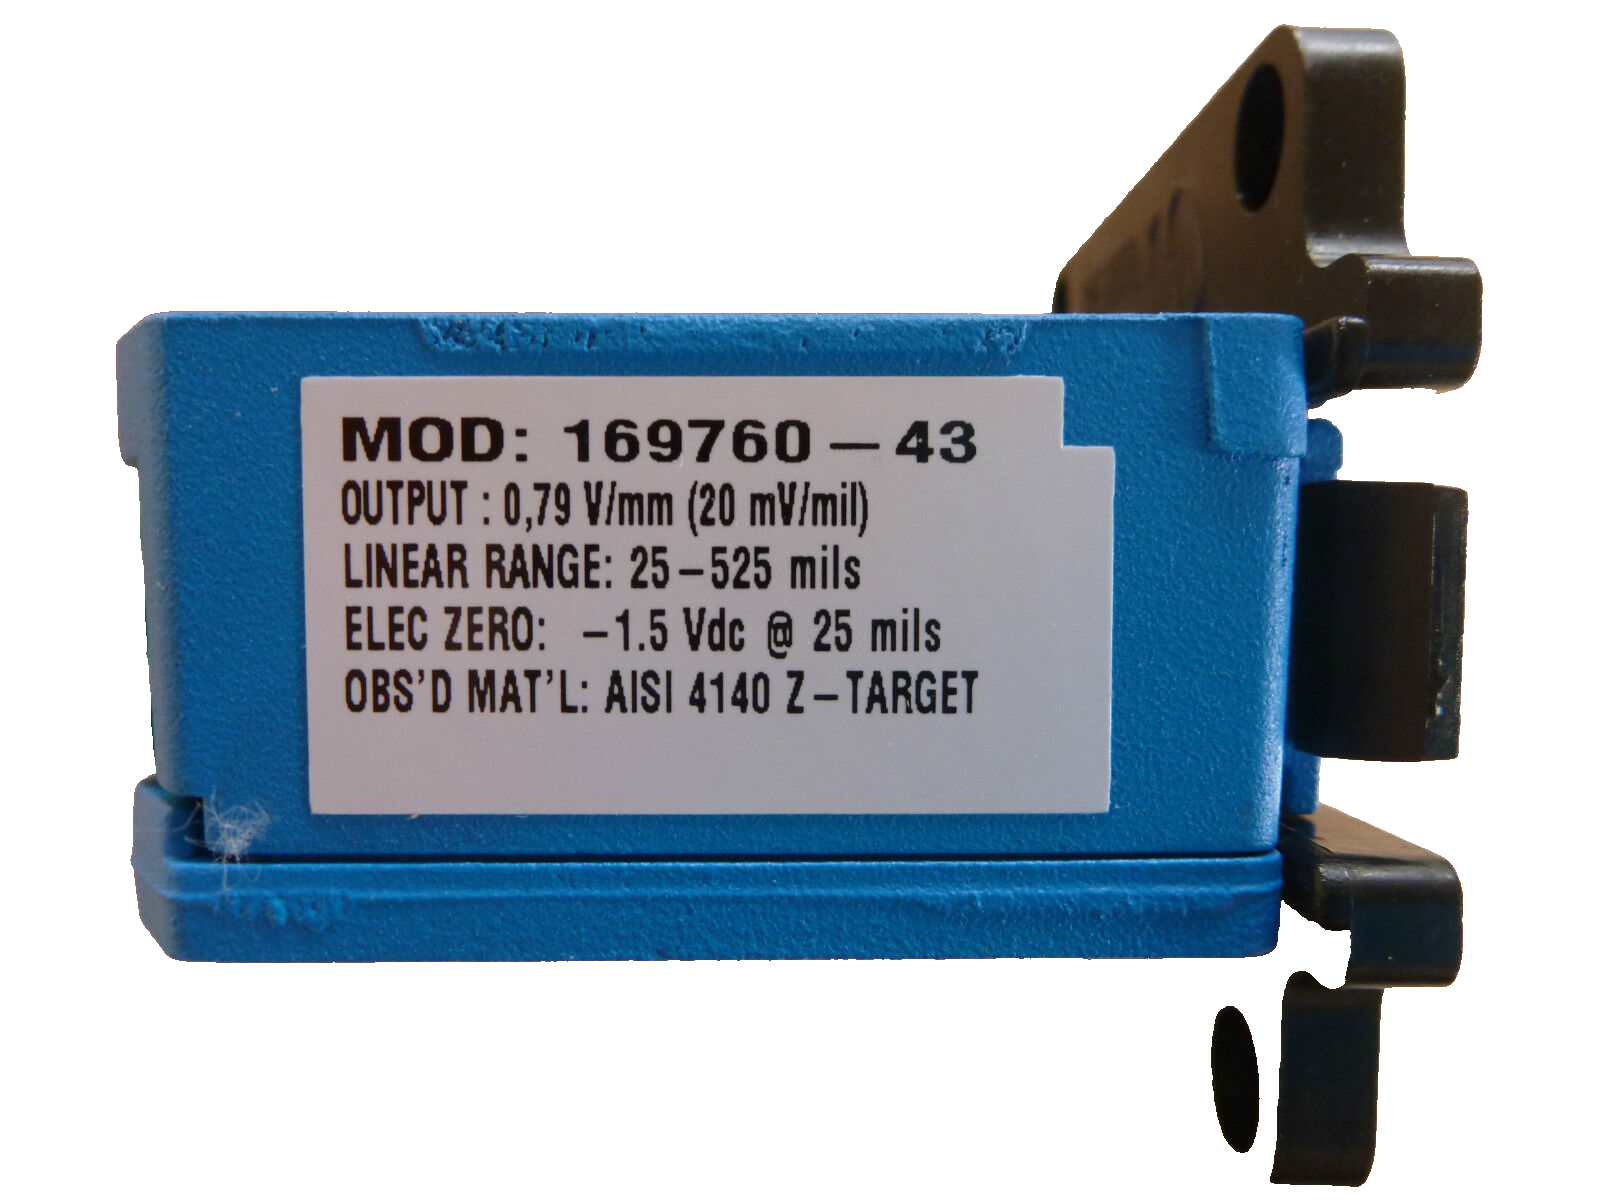 MOD: 169760-43
OUTPUT : 0,79 V/mm (20 mV/mil)
LINEAR RANGE: 25-525 mils
ELEC ZERO: -1.5 Vdc @ 25 mils
OBS'D MAT'L: AISI 4140 Z-TARGET